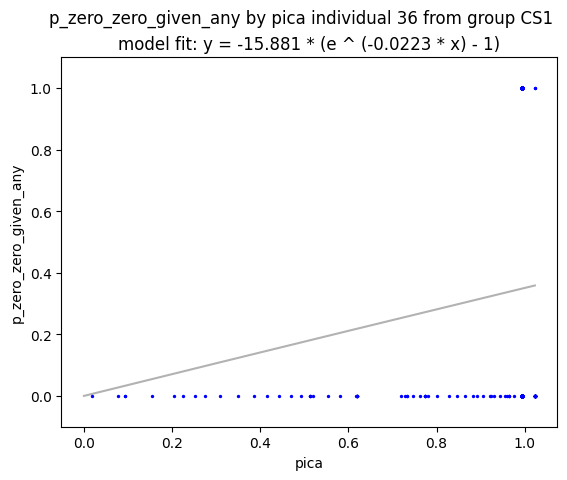 p_zero_zero_given_any by pica individual 36 from group CS1
model fit: y = -15.881 * (e ^ (-0.0223 * x) - 1)
1.0
0.8
0.6
0.4
0.2
0.0
p_zero_zero_given_any
0.0 0.2 0.4 0.6 0.8 1.0
pica